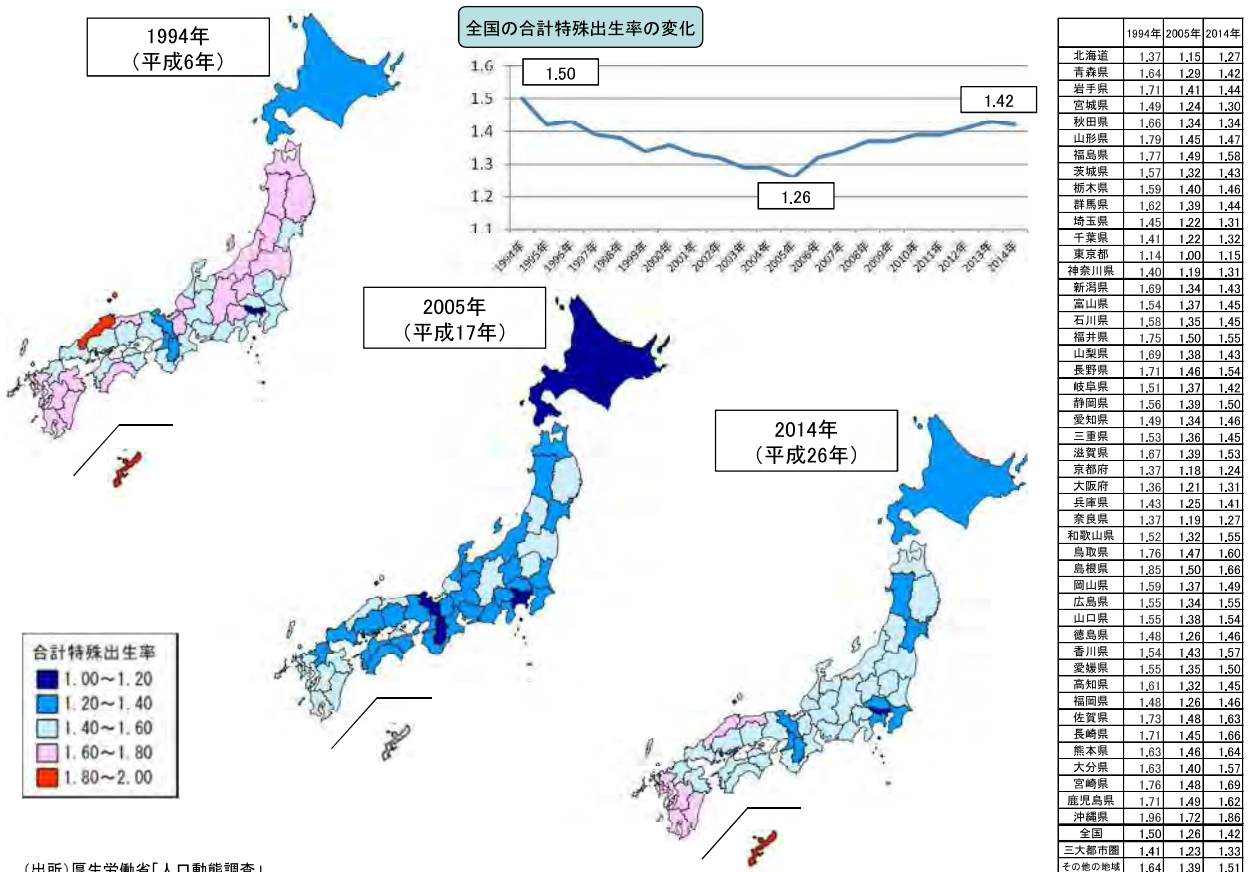 1994年
(平成6年)
全国の合計特殊出生率の変化
1.6
1.5
1.4
1.3
1.2
1.1
1.50
1.42
1.26
1994年
1995年
1996年
1997年
1998年
1999年
2000年
2001年
2002年
2003年
2004年
2005年
2006年
2007年
2008年
2009年
2010年
2011年
2012年
2013年
2014年
2005年
(平成17年)
2014年
(平成26年)
合計特殊出生率
1.00～1.20
1.20～1.40
1.40～1.60
1.60～1.80
1.80～2.00
(出所)厚生労働省「人口動態調査」
1994年 2005年 2014年
北海道 1.37 1.15 1.27
青森県 1.64 1.29 1.42
岩手県 1.71 1.41 1.44
宮城県 1.49 1.24 1.30
秋田県 1.66 1.34 1.34
山形県 1.79 1.45 1.47
福島県 1.77 1.49 1.58
茨城県 1.57 1.32 1.43
栃木県 1.59 1.40 1.46
群馬県 1.62 1.39 1.44
埼玉県 1.45 1.22 1.31
千葉県 1.41 1.22 1.32
東京都 1.14 1.00 1.15
神奈川県 1.40 1.19 1.31
新潟県 1.69 1.34 1.43
富山県 1.54 1.37 1.45
石川県 1.58 1.35 1.45
福井県 1.75 1.50 1.55
山梨県 1.69 1.38 1.43
長野県 1.71 1.46 1.54
岐阜県 1.51 1.37 1.42
静岡県 1.56 1.39 1.50
愛知県 1.49 1.34 1.46
三重県 1.53 1.36 1.45
滋賀県 1.67 1.39 1.53
京都府 1.37 1.18 1.24
大阪府 1.36 1.21 1.31
兵庫県 1.43 1.25 1.41
奈良県 1.37 1.19 1.27
和歌山県 1.52 1.32 1.55
鳥取県 1.76 1.47 1.60
島根県 1.85 1.50 1.66
岡山県 1.59 1.37 1.49
広島県 1.55 1.34 1.55
山口県 1.55 1.38 1.54
徳島県 1.48 1.26 1.46
香川県 1.54 1.43 1.57
愛媛県 1.55 1.35 1.50
高知県 1.61 1.32 1.45
福岡県 1.48 1.26 1.46
佐賀県 1.73 1.48 1.63
長崎県 1.71 1.45 1.66
熊本県 1.63 1.46 1.64
大分県 1.63 1.40 1.57
宮崎県 1.76 1.48 1.69
鹿児島県 1.71 1.49 1.62
沖縄県 1.96 1.72 1.86
全国 1.50 1.26 1.42
三大都市圏 1.41 1.23 1.33
その他の地域 1.64 1.39 1.51